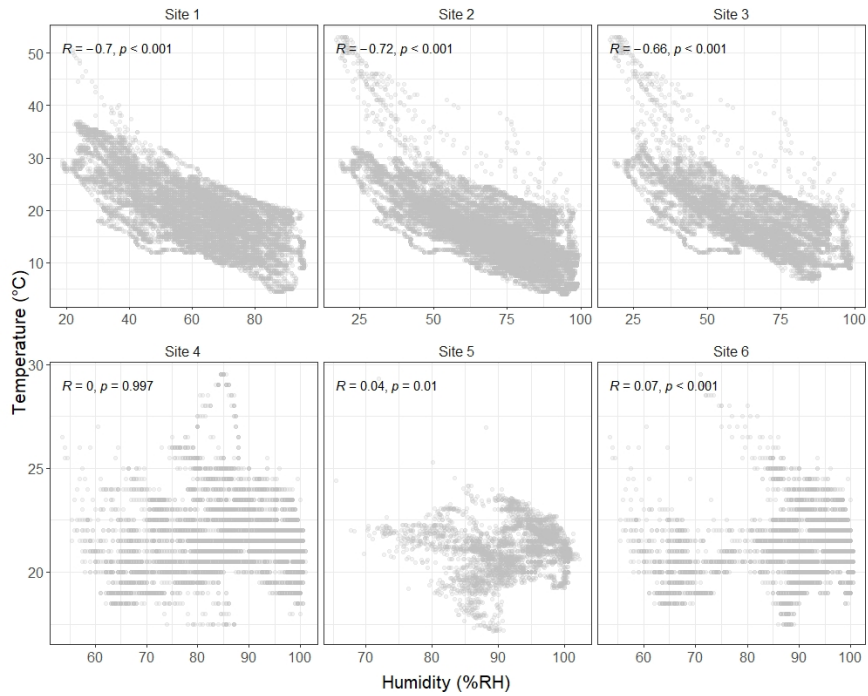 Site 1 Site 2 Site 3
R = −0.7, p < 0.001 R = −0.72, p < 0.001 R = −0.66, p < 0.001
50
40
30
20
10
20 40 60 80 25 50 75 100 25 50 75 100
Temperature (°C)
Site 4 Site 5 Site 6
30
R = 0, p = 0.997 R = 0.04, p = 0.01 R = 0.07, p < 0.001
25
20
60 70 80 90 100 70 80 90 100 60 70 80 90 100
Humidity (%RH)